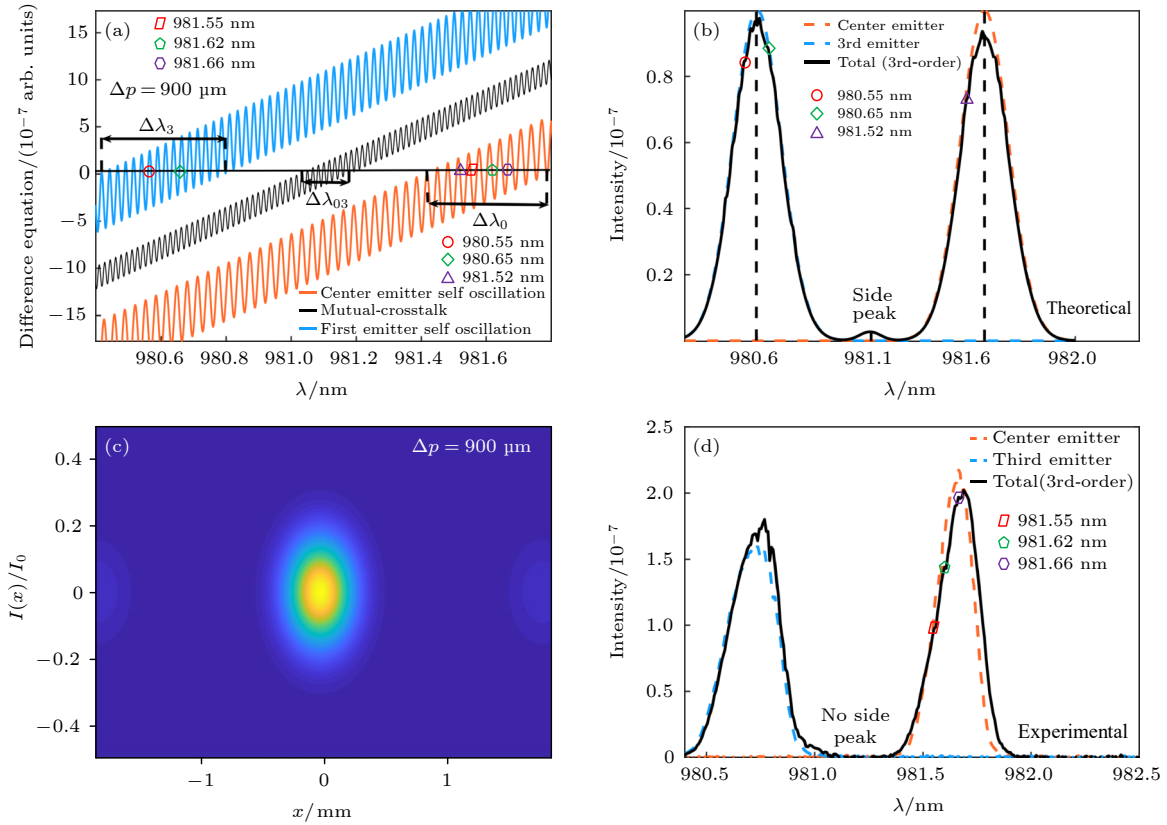 (a)
981.55 nm
981.62 nm
981.66 nm
Δp = 900 μm
Δλ₃
Δλ₀₃
Δλ₀
980.55 nm
980.65 nm
981.52 nm
Center emitter self oscillation
Mutual-crosstalk
First emitter self oscillation
15
10
5
0
−5
−10
−15
Difference equation/(10⁻⁷ arb. units)
980.6 980.8 981.0 981.2 981.4 981.6
λ/nm
(b)
Center emitter
3rd emitter
Total (3rd-order)
980.55 nm
980.65 nm
981.52 nm
Side
peak
Theoretical
0.8
0.6
0.4
0.2
Intensity/10⁻⁷
980.6 981.1 981.6 982.0
λ/nm
(c)
Δp = 900 μm
0.4
0.2
0
−0.2
−0.4
I(x)/I₀
−1 0 1
x/mm
(d)
Center emitter
Third emitter
Total(3rd-order)
981.55 nm
981.62 nm
981.66 nm
No side
peak
Experimental
2.5
2.0
1.5
1.0
0.5
0
Intensity/10⁻⁷
980.5 981.0 981.5 982.0 982.5
λ/nm